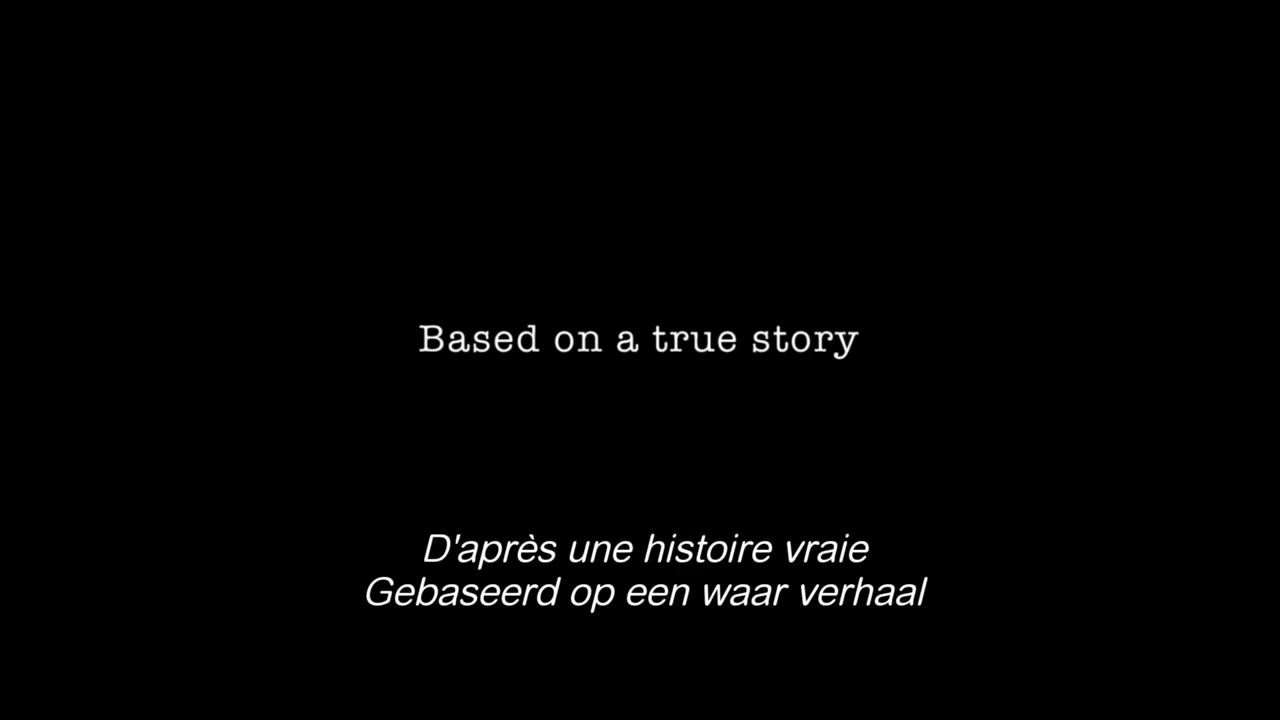 Based on a true story
D'après une histoire vraie
Gebaseerd op een waar verhaal